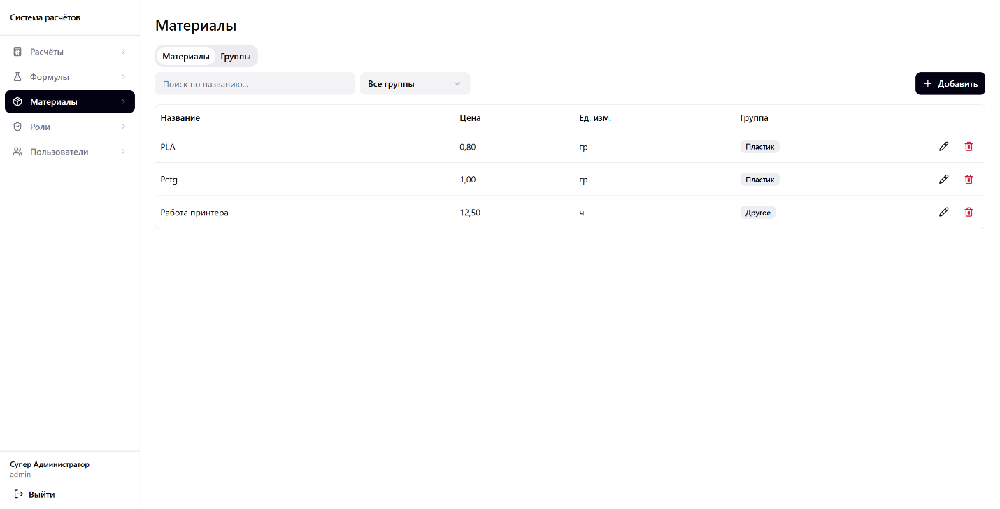 Система расчётов
Расчёты
Формулы
Материалы
Роли
Пользователи
Супер Администратор
admin
Выйти
Материалы
Материалы Группы
Поиск по названию... Все группы + Добавить
Название Цена Ед. изм. Группа
PLA 0,80 гр Пластик
Petg 1,00 гр Пластик
Работа принтера 12,50 ч Другое